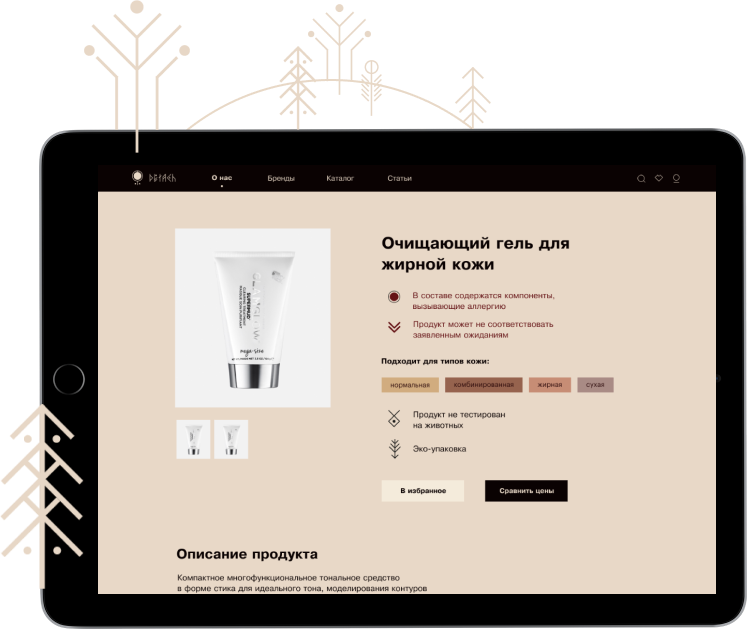 О нас
Бренды
Каталог
Статьи
Очищающий гель для
жирной кожи
В составе содержатся компоненты,
вызывающие аллергию
Продукт может не соответствовать
заявленным ожиданиям
Подходит для типов кожи:
нормальная
комбинированная
жирная
сухая
Продукт не тестирован
на животных
Эко-упаковка
В избранное
Сравнить цены
Описание продукта
Компактное многофункциональное тональное средство
в форме стика для идеального тона, моделирования контуров